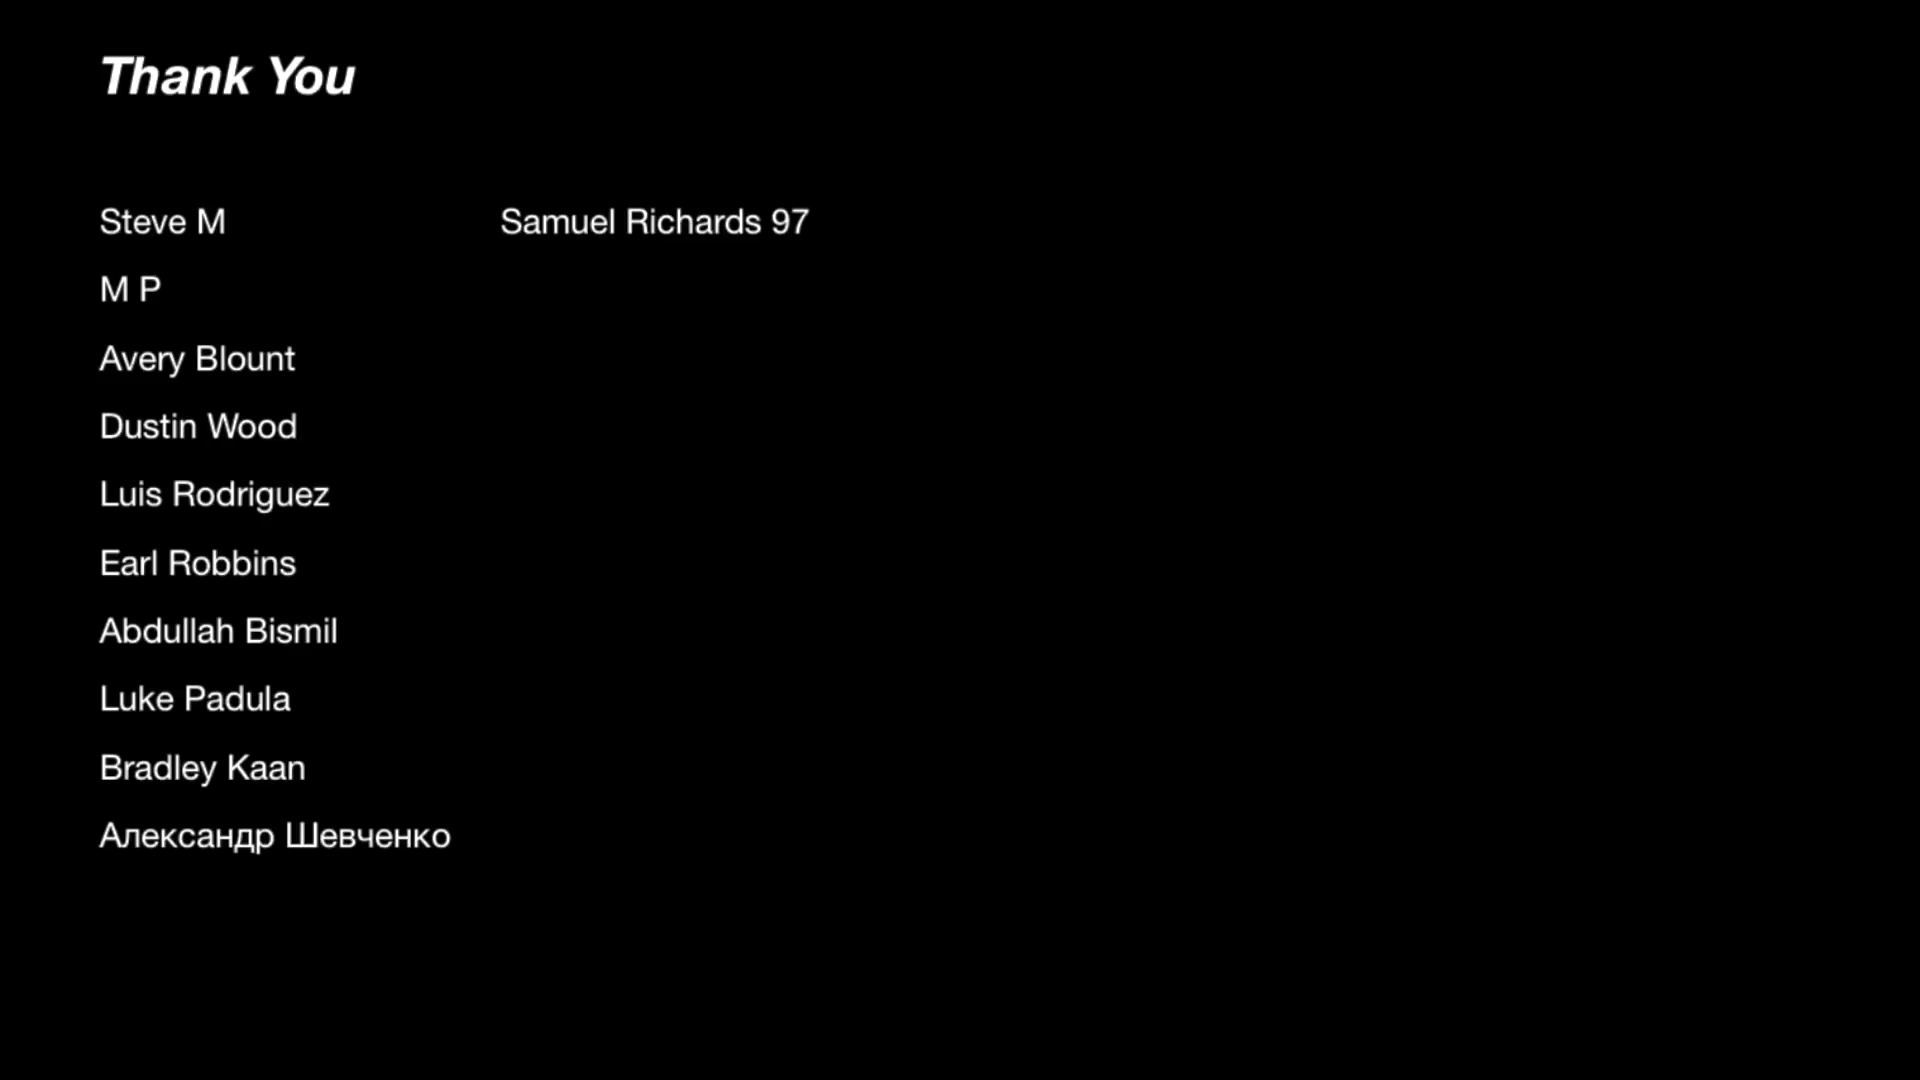 Thank You
Steve M
M P
Avery Blount
Dustin Wood
Luis Rodriguez
Earl Robbins
Abdullah Bismil
Luke Padula
Bradley Kaan
Александр Шевченко
Samuel Richards 97